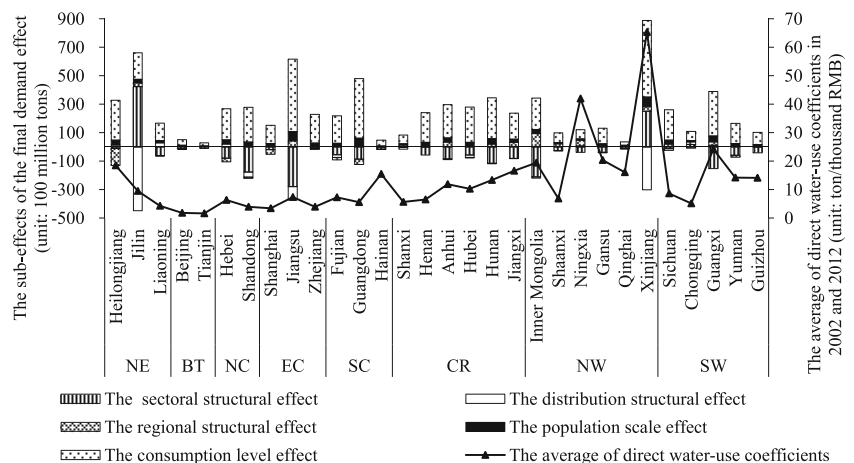 The sub-effects of the final demand effect
(unit: 100 million tons)
900
700
500
300
100
-100
-300
-500
70
60
50
40
30
20
10
0
The average of direct water-use coefficients in
2002 and 2012 (unit: ton/thousand RMB)
Heilongjiang
Jilin
Liaoning
Beijing
Tianjin
Hebei
Shandong
Shanghai
Jiangsu
Zhejiang
Fujian
Guangdong
Hainan
Shanxi
Henan
Anhui
Hubei
Hunan
Jiangxi
Inner Mongolia
Shaanxi
Ningxia
Gansu
Qinghai
Xinjiang
Sichuan
Chongqing
Guangxi
Yunnan
Guizhou
NE BT NC EC SC CR NW SW
The sectoral structural effect
The distribution structural effect
The regional structural effect
The population scale effect
The consumption level effect
The average of direct water-use coefficients